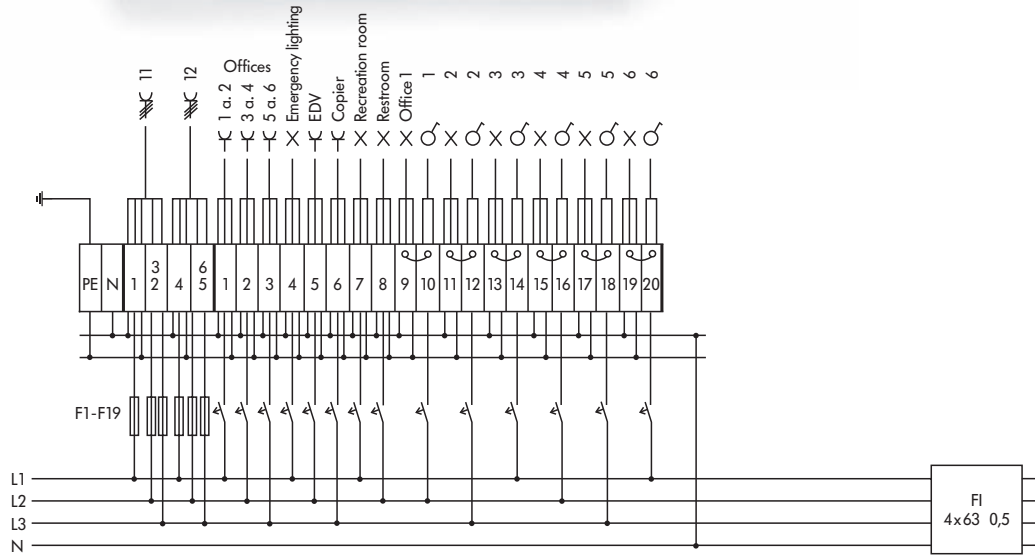 11
12
Offices
1 a. 2
3 a. 4
5 a. 6
Emergency lighting
EDV
Copier
Recreation room
Restroom
Office 1
1
2
2
3
3
4
4
5
5
6
6
PE N 1 3 2 4 6 5 1 2 3 4 5 6 7 8 9 10 11 12 13 14 15 16 17 18 19 20
F1-F19
L1
L2
L3
N
FI
4x63 0,5